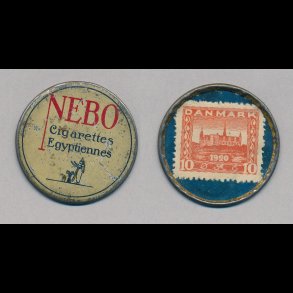 NEBO
Cigarettes
Egyptiennes
DANMARK
1920
10 10